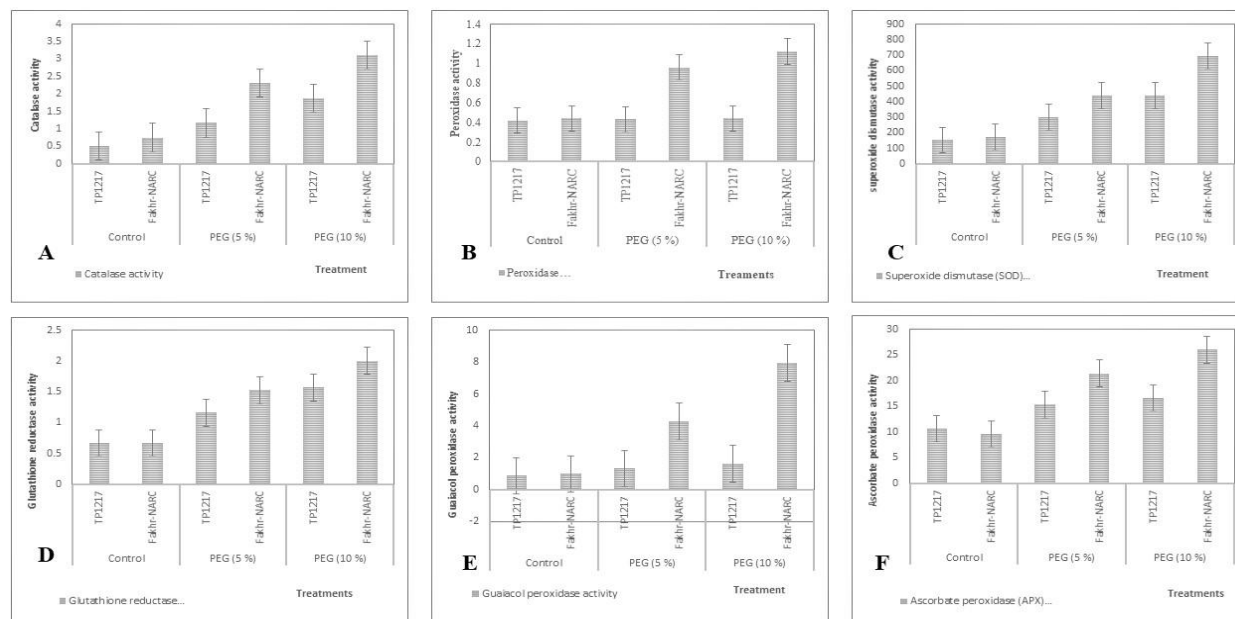 4
3.5
3
2.5
2
1.5
1
0.5
0
Catalase activity
TP1217
Fakhr-NARC
TP1217
Fakhr-NARC
TP1217
Fakhr-NARC
Control
PEG (5 %)
PEG (10 %)
A
Treatment
Catalase activity
1.4
1.2
1
0.8
0.6
0.4
0.2
0
Peroxidase activity
TP1217
Fakhr-NARC
TP1217
Fakhr-NARC
TP1217
Fakhr-NARC
Control
PEG (5 %)
PEG (10 %)
B
Peroxidase ...
Treaments
900
800
700
600
500
400
300
200
100
0
superoxide dismutase activity
TP1217
Fakhr-NARC
TP1217
Fakhr-NARC
TP1217
Fakhr-NARC
Control
PEG (5 %)
PEG (10 %)
C
Treatment
Superoxide dismutase (SOD)...
2.5
2
1.5
1
0.5
0
Glutathione reductase activity
TP1217
Fakhr-NARC
TP1217
Fakhr-NARC
TP1217
Fakhr-NARC
Control
PEG (5 %)
PEG (10 %)
D
Treatments
Glutathione reductase...
10
8
6
4
2
0
-2
Guaiacol peroxidase activity
TP1217
Fakhr-NARC
TP1217
Fakhr-NARC
TP1217
Fakhr-NARC
Control
PEG (5 %)
PEG (10 %)
E
Guaiacol peroxidase activity
Treatments
30
25
20
15
10
5
0
Ascorbate peroxidase activity
TP1217
Fakhr-NARC
TP1217
Fakhr-NARC
TP1217
Fakhr-NARC
Control
PEG (5 %)
PEG (10 %)
F
Treatments
Ascorbate peroxidase (APX)...